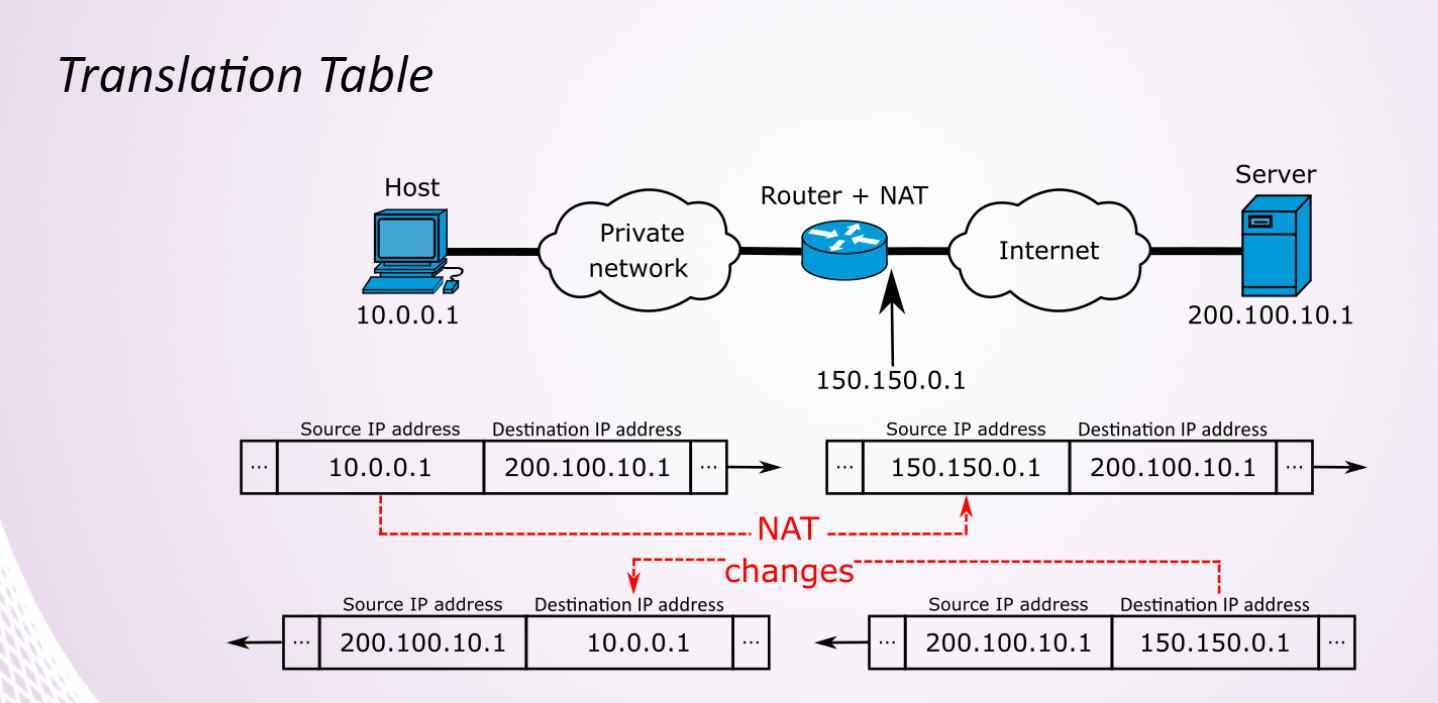 Translation Table
Host
Private
network
Router + NAT
Internet
Server
10.0.0.1
200.100.10.1
150.150.0.1
Source IP address Destination IP address
... 10.0.0.1 200.100.10.1 ...
Source IP address Destination IP address
... 150.150.0.1 200.100.10.1 ...
NAT
changes
Source IP address Destination IP address
... 200.100.10.1 10.0.0.1 ...
Source IP address Destination IP address
... 200.100.10.1 150.150.0.1 ...